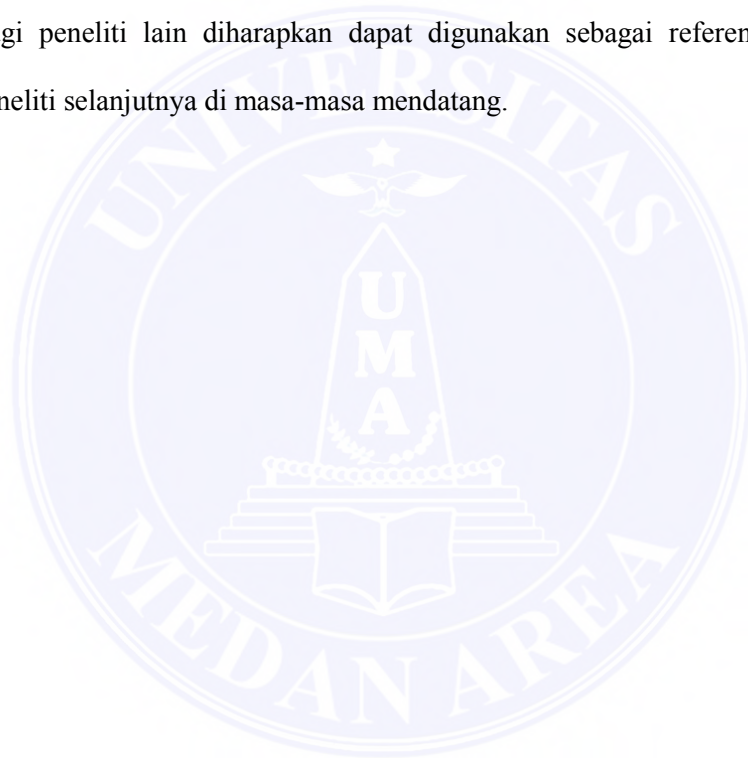 gi peneliti lain diharapkan dapat digunakan sebagai referen
neliti selanjutnya di masa-masa mendatang.
UNIVERSITAS
U
M
A
MEDAN AREA